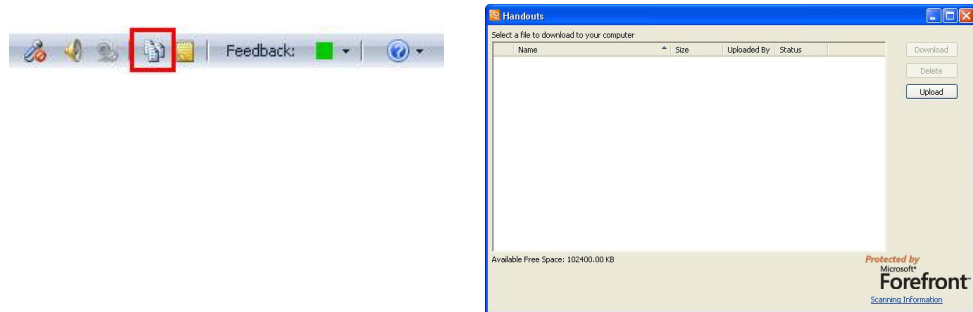 Feedback:
Handouts
Select a file to download to your computer
Name Size Uploaded By Status
Download
Delete
Upload
Available Free Space: 102400.00 KB
Protected by
Microsoft®
Forefront
Scanning Information